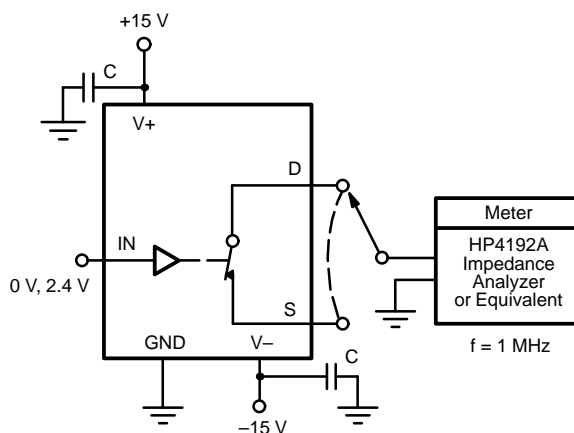 +15 V
C
V+
D
Meter
IN
HP4192A
Impedance
Analyzer
or Equivalent
0 V, 2.4 V
S
GND
V–
C
f = 1 MHz
–15 V